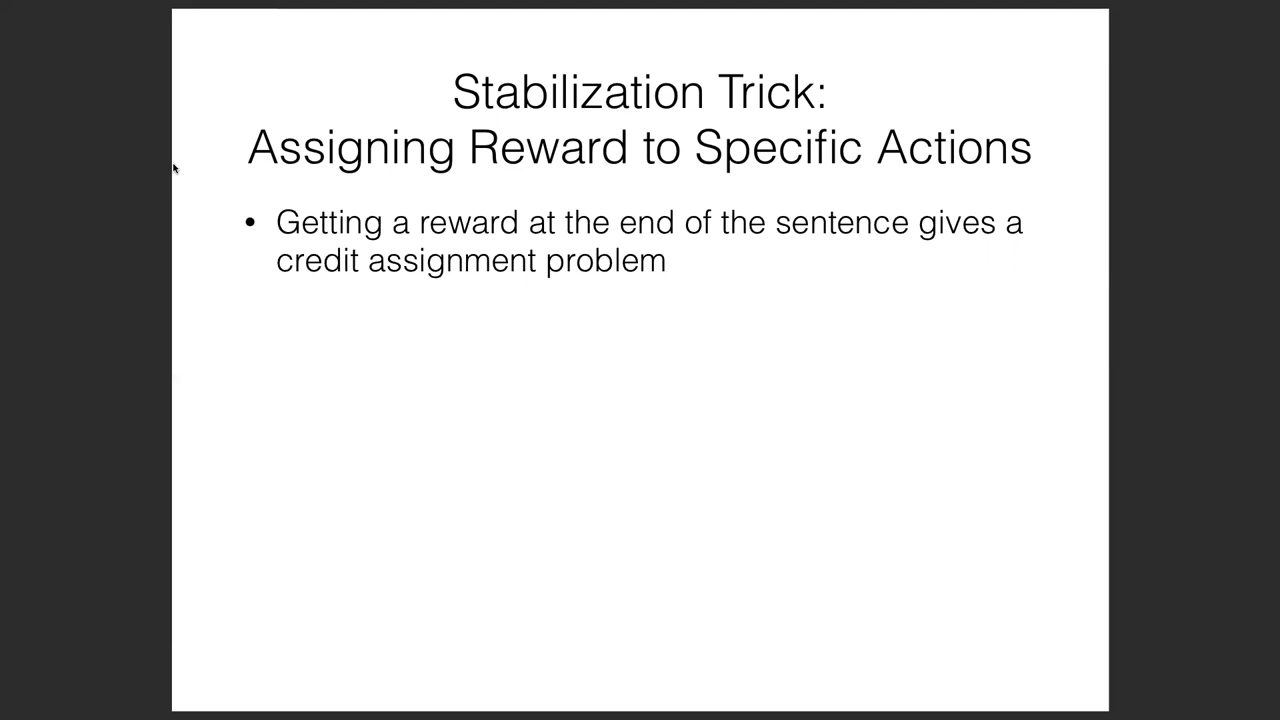 Stabilization Trick:
Assigning Reward to Specific Actions
• Getting a reward at the end of the sentence gives a
credit assignment problem